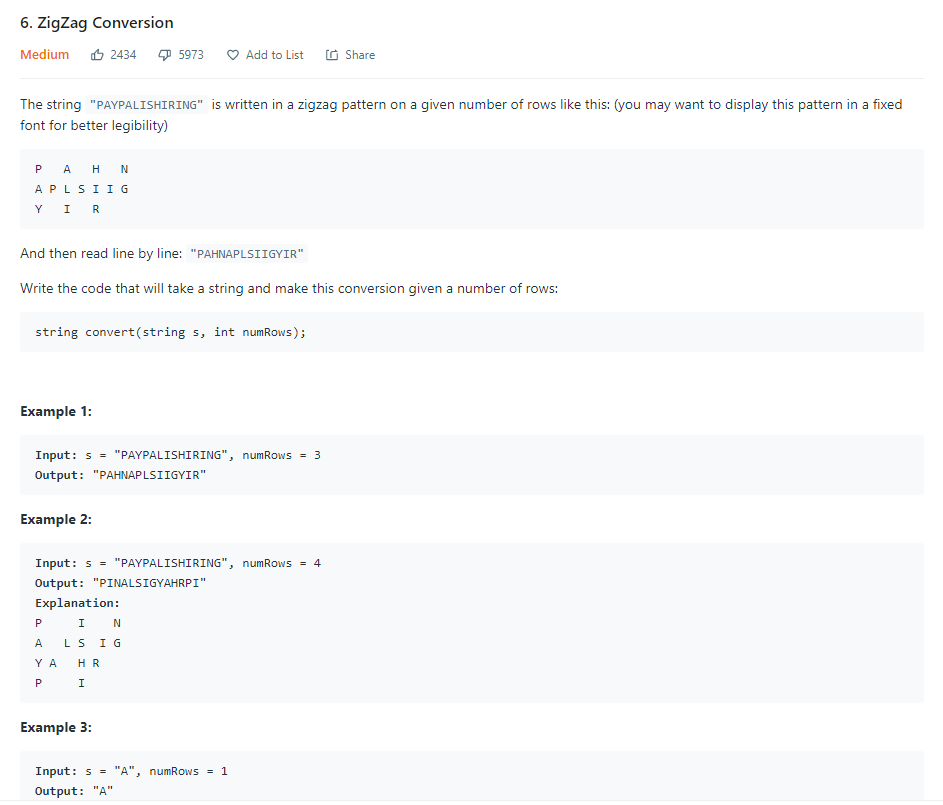 6. ZigZag Conversion
Medium 2434 5973 Add to List Share
The string "PAYPALISHIRING" is written in a zigzag pattern on a given number of rows like this: (you may want to display this pattern in a fixed
font for better legibility)
P   A   H   N
A P L S I I G
Y   I   R
And then read line by line: "PAHNAPLSIIGYIR"
Write the code that will take a string and make this conversion given a number of rows:
string convert(string s, int numRows);
Example 1:
Input: s = "PAYPALISHIRING", numRows = 3
Output: "PAHNAPLSIIGYIR"
Example 2:
Input: s = "PAYPALISHIRING", numRows = 4
Output: "PINALSIGYAHRPI"
Explanation:
P     I    N
A   L S  I G
Y A   H R
P     I
Example 3:
Input: s = "A", numRows = 1
Output: "A"